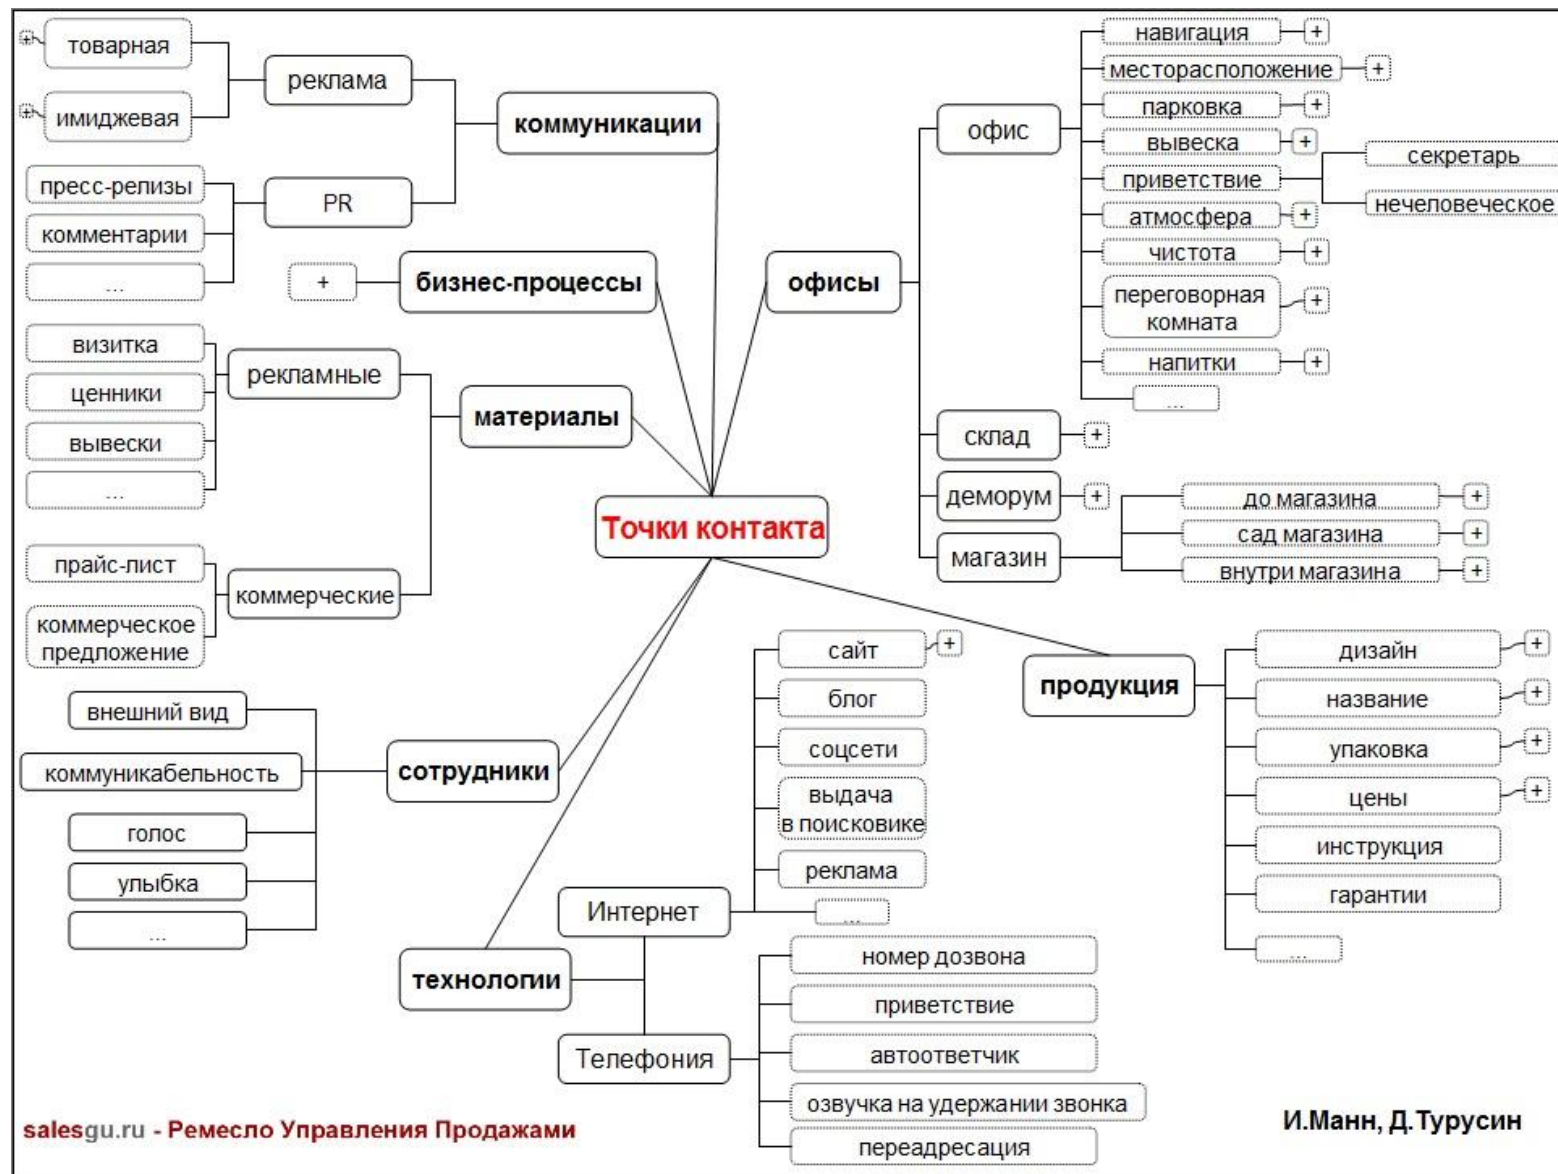 товарная
имиджевая
реклама
коммуникации
пресс-релизы
комментарии
...
PR
+
бизнес-процессы
визитка
ценники
вывески
...
рекламные
материалы
прайс-лист
коммерческое
предложение
коммерческие
Точки контакта
внешний вид
коммуникабельность
голос
улыбка
...
сотрудники
офисы
офис
навигация +
месторасположение +
парковка +
вывеска +
приветствие
секретарь
нечеловеческое
атмосфера +
чистота +
переговорная
комната +
напитки +
...
склад +
деморум +
магазин
до магазина +
сад магазина +
внутри магазина +
продукция
дизайн +
название +
упаковка +
цены +
инструкция
гарантии
...
технологии
Интернет
сайт +
блог
соцсети
выдача
в поисковике
реклама
...
Телефония
номер дозвона
приветствие
автоответчик
озвучка на удержании звонка
переадресация
salesgu.ru - Ремесло Управления Продажами
И.Манн, Д.Турусин